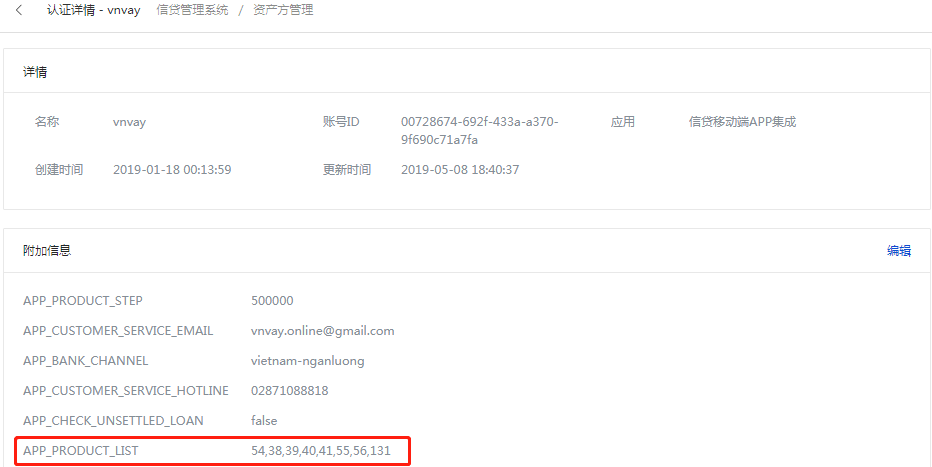 认证详情 - vnvay 信贷管理系统 / 资产方管理
详情
名称 vnvay 账号ID 00728674-692f-433a-a370- 应用 信贷移动端APP集成
9f690c71a7fa
创建时间 2019-01-18 00:13:59 更新时间 2019-05-08 18:40:37
附加信息 编辑
APP_PRODUCT_STEP 500000
APP_CUSTOMER_SERVICE_EMAIL vnvay.online@gmail.com
APP_BANK_CHANNEL vietnam-nganluong
APP_CUSTOMER_SERVICE_HOTLINE 02871088818
APP_CHECK_UNSETTLED_LOAN false
APP_PRODUCT_LIST 54,38,39,40,41,55,56,131